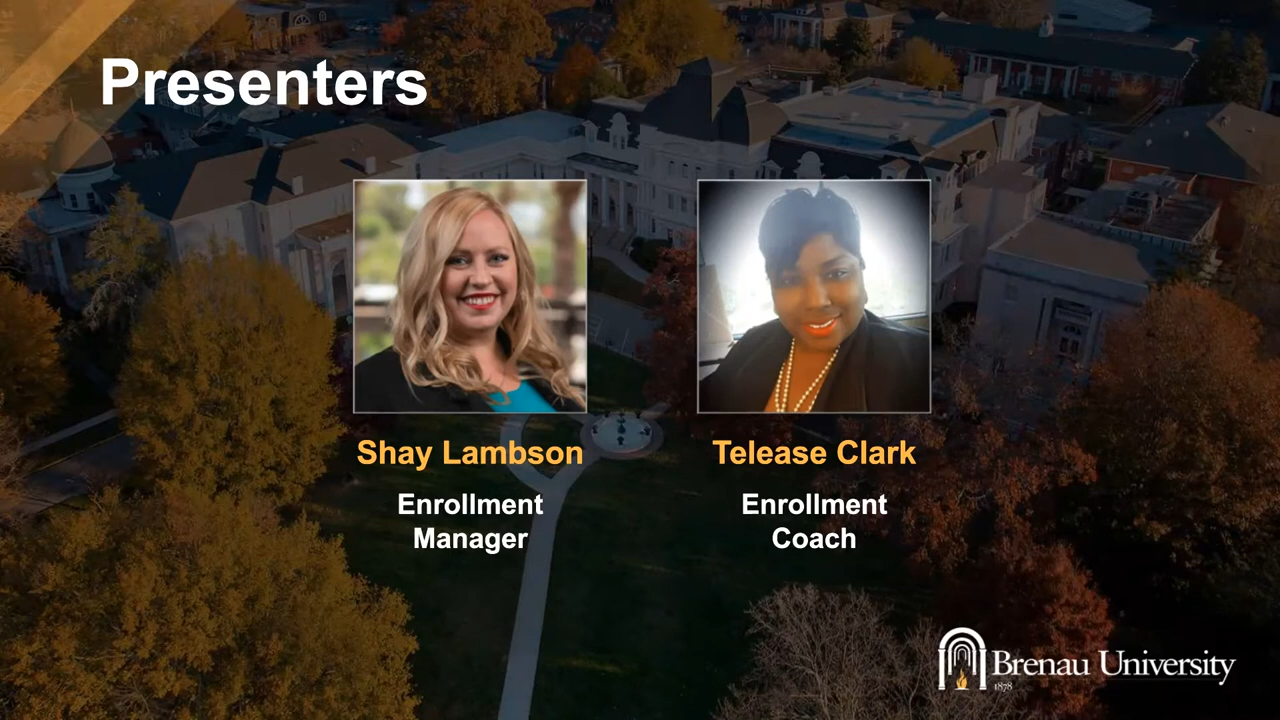 Presenters
Shay Lambson
Enrollment
Manager
Telease Clark
Enrollment
Coach
Brenau University
1878